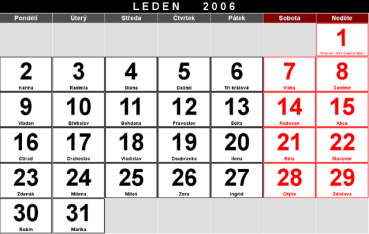 LEDEN 2006
Pondělí Úterý Středa Čtvrtek Pátek Sobota Neděle
1
2 3 4 5 6 7 8
Karina Radmila Diana Dalimil Tři králové Vilma Čestmír
9 10 11 12 13 14 15
Vladan Břetislav Bohdana Pravoslav Edita Radovan Alice
16 17 18 19 20 21 22
Ctirad Drahoslav Vladislav Doubravka Ilona Běla Slavomír
23 24 25 26 27 28 29
Zdeněk Milena Miloš Zora Ingrid Otýlie Zdislava
30 31
Robin Marika